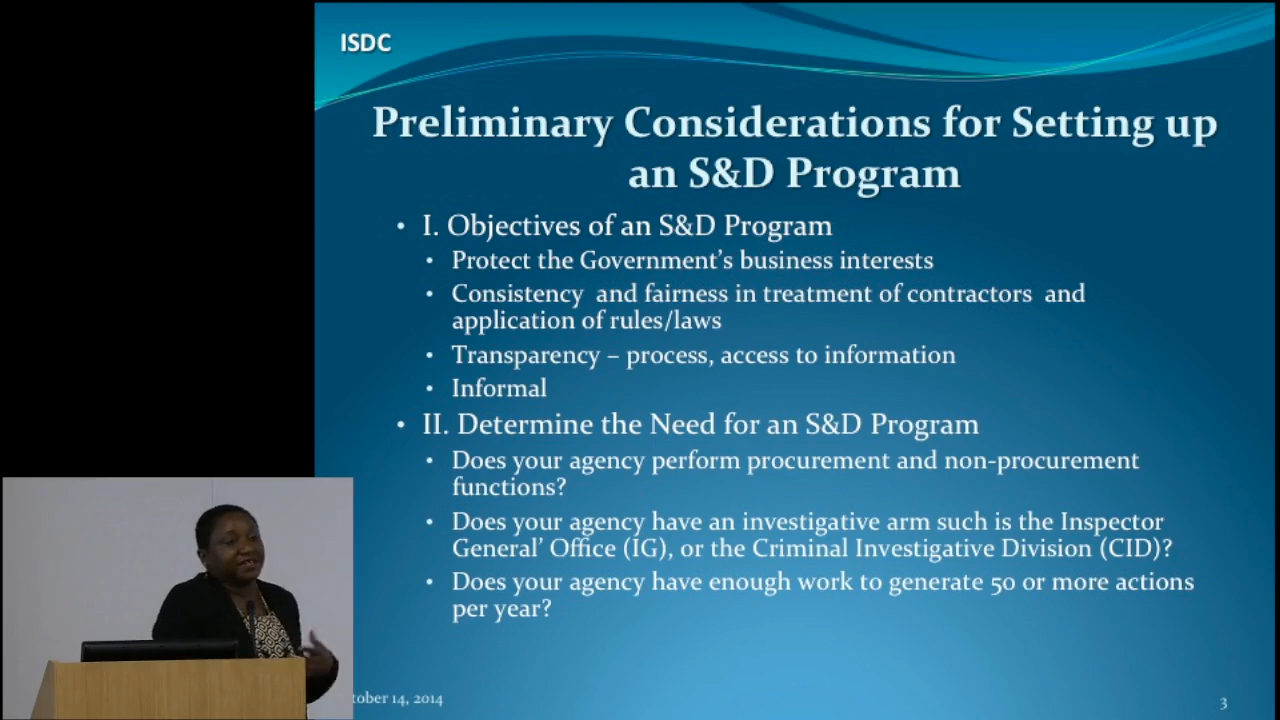 ISDC
Preliminary Considerations for Setting up
an S&D Program
• I. Objectives of an S&D Program
• Protect the Government's business interests
• Consistency and fairness in treatment of contractors and
application of rules/laws
• Transparency – process, access to information
• Informal
• II. Determine the Need for an S&D Program
• Does your agency perform procurement and non-procurement
functions?
• Does your agency have an investigative arm such is the Inspector
General' Office (IG), or the Criminal Investigative Division (CID)?
• Does your agency have enough work to generate 50 or more actions
per year?
tober 14, 2014
3